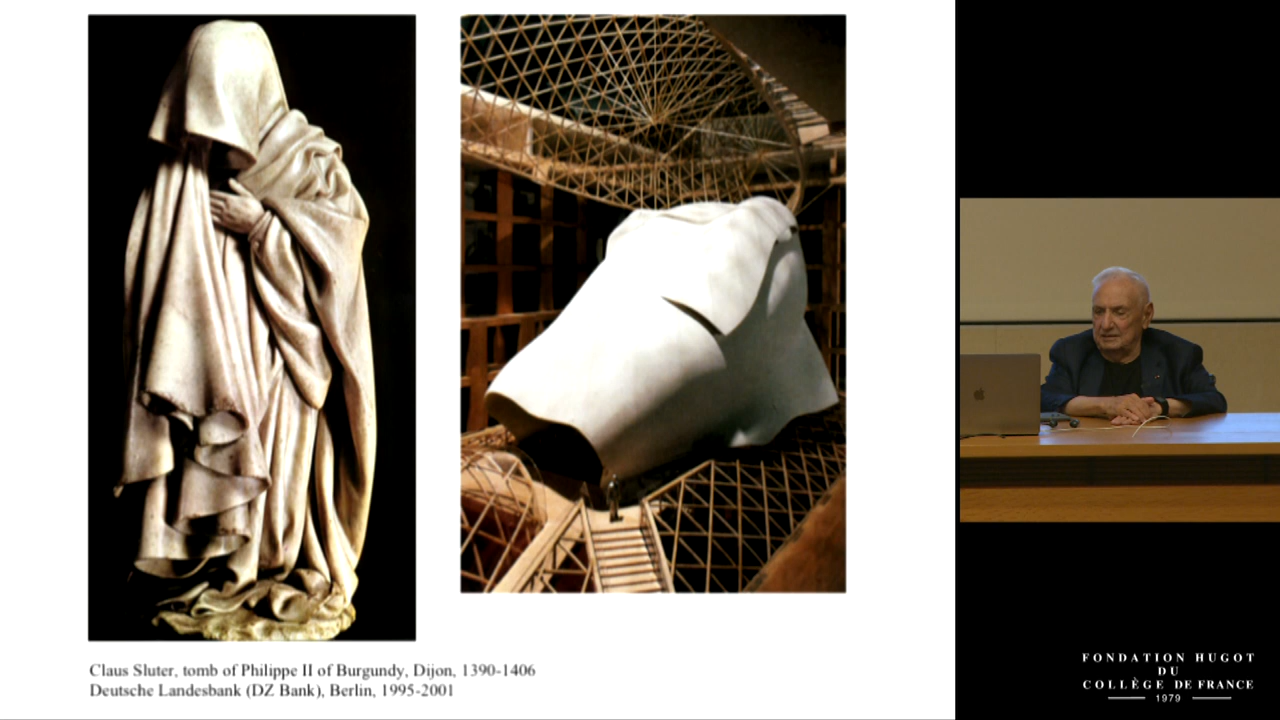 Claus Sluter, tomb of Philippe II of Burgundy, Dijon, 1390-1406
Deutsche Landesbank (DZ Bank), Berlin, 1995-2001
FONDATION HUGOT
DU
COLLÈGE DE FRANCE
1979